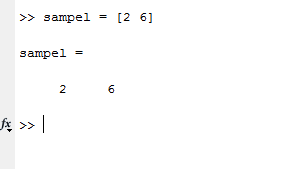 >> sampel = [2 6]
sampel =
2 6
fx >>